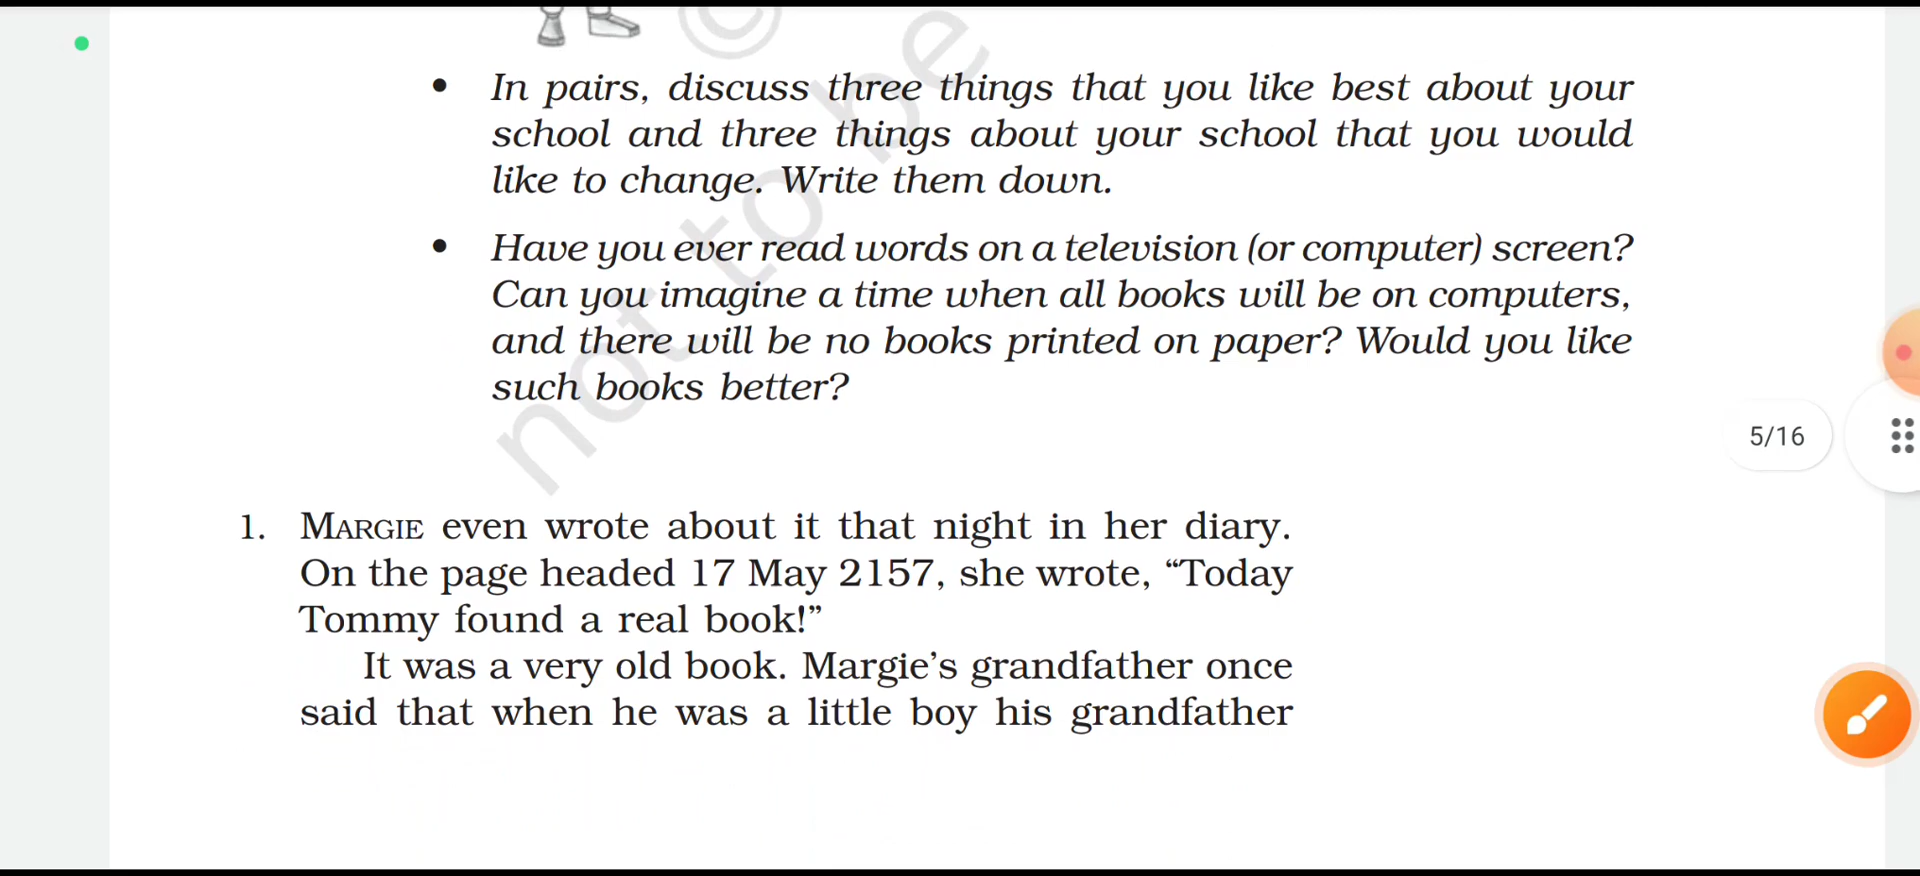 • In pairs, discuss three things that you like best about your
school and three things about your school that you would
like to change. Write them down.
• Have you ever read words on a television (or computer) screen?
Can you imagine a time when all books will be on computers,
and there will be no books printed on paper? Would you like
such books better?
5/16
1. MARGIE even wrote about it that night in her diary.
On the page headed 17 May 2157, she wrote, “Today
Tommy found a real book!”
It was a very old book. Margie’s grandfather once
said that when he was a little boy his grandfather
©
not to be